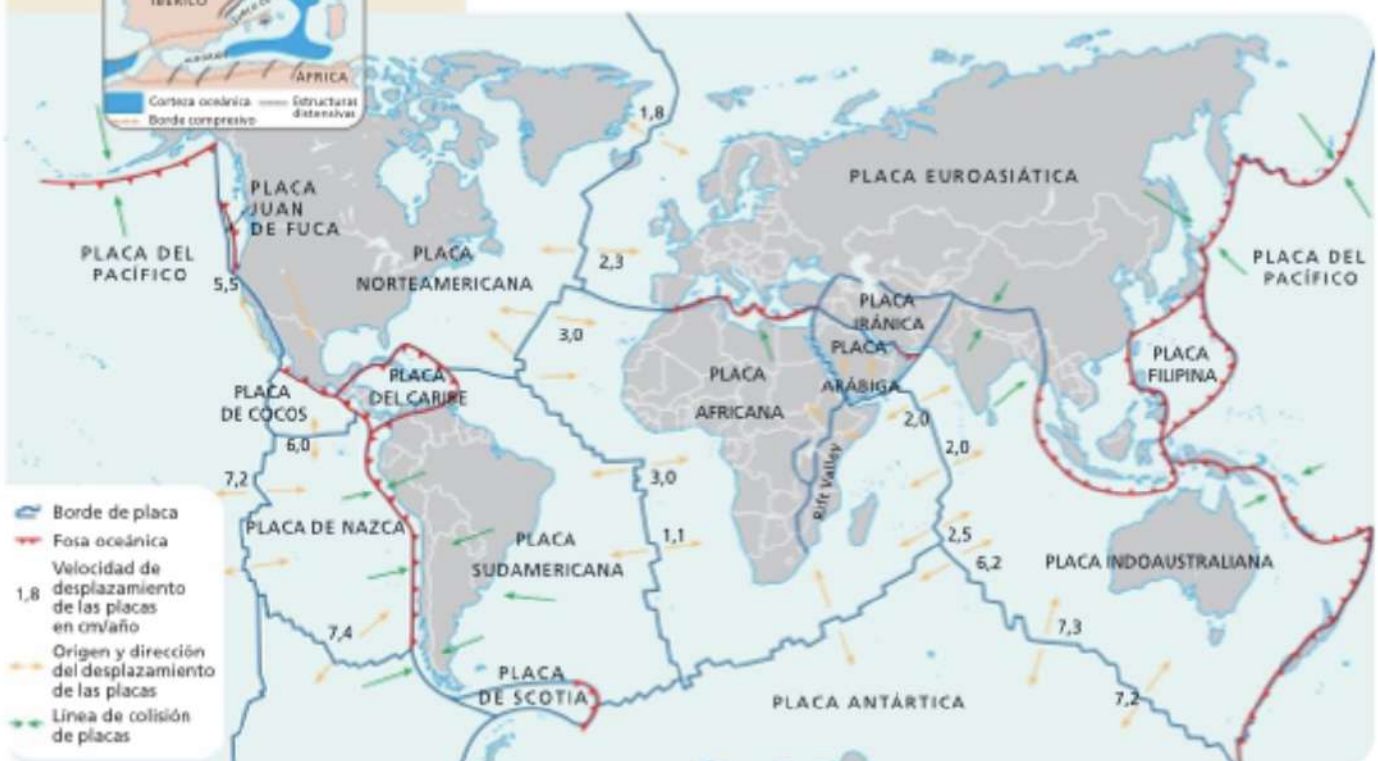 IBÉRICO
ÁFRICA
Corteza oceánica
Estructuras
distensivas
Borde compresivo
1,8
PLACA
JUAN
DE FUCA
PLACA EUROASIÁTICA
PLACA DEL
PACÍFICO
5,5
PLACA
NORTEAMERICANA
2,3
PLACA DEL
PACÍFICO
3,0
PLACA
IRÁNICA
PLACA
ARÁBIGA
PLACA
FILIPINA
PLACA
DE COCOS
PLACA
DEL CARIBE
PLACA
AFRICANA
6,0
2,0
2,0
7,2
3,0
Rift Valley
PLACA DE NAZCA
1,1
2,5
6,2
PLACA
SUDAMERICANA
PLACA INDOAUSTRALIANA
7,4
7,3
PLACA
DE SCOTIA
PLACA ANTÁRTICA
7,2
Borde de placa
Fosa oceánica
1,8
Velocidad de
desplazamiento
de las placas
en cm/año
Origen y dirección
del desplazamiento
de las placas
Línea de colisión
de placas